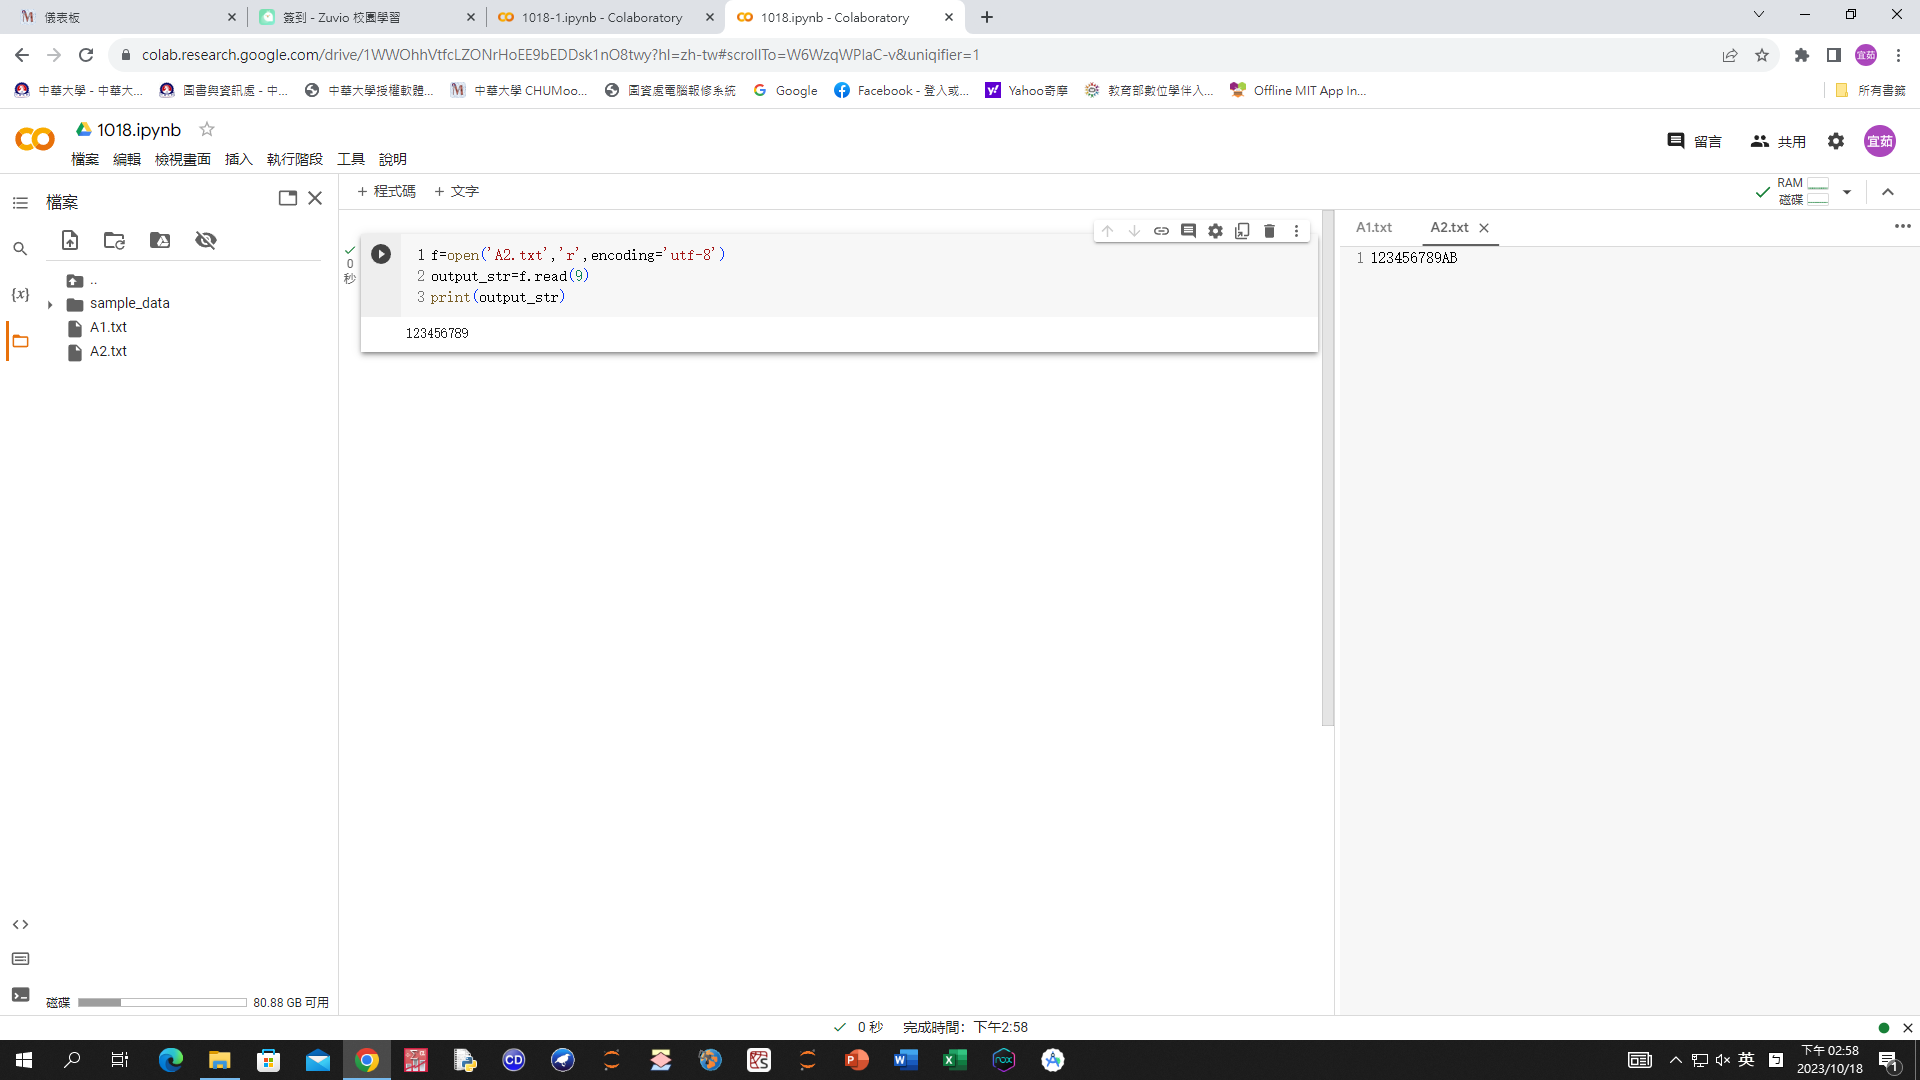 儀表板
簽到 - Zuvio 校園學習
1018-1.ipynb - Colaboratory
1018.ipynb - Colaboratory
colab.research.google.com/drive/1WWOhhVtfcLZONrHoEE9bEDDsk1nO8twy?hl=zh-tw#scrollTo=W6WzqWPlaC-v&uniqifier=1
宜茹
中華大學 - 中華大...
圖書與資訊處 - 中...
中華大學授權軟體...
中華大學 CHUMoo...
圖資處電腦報修系統
Google
Facebook - 登入或...
Yahoo奇摩
教育部數位學伴入...
Offline MIT App In...
所有書籤
1018.ipynb
檔案 編輯 檢視畫面 插入 執行階段 工具 說明
留言
共用
宜茹
檔案
+ 程式碼 + 文字
RAM
磁碟
..
sample_data
A1.txt
A2.txt
{x}
0
秒
1 f=open('A2.txt','r',encoding='utf-8')
2 output_str=f.read(9)
3 print(output_str)
123456789
A1.txt
A2.txt
1 123456789AB
磁碟
80.88 GB 可用
0 秒 完成時間：下午2:58
英
下午 02:58
2023/10/18
1